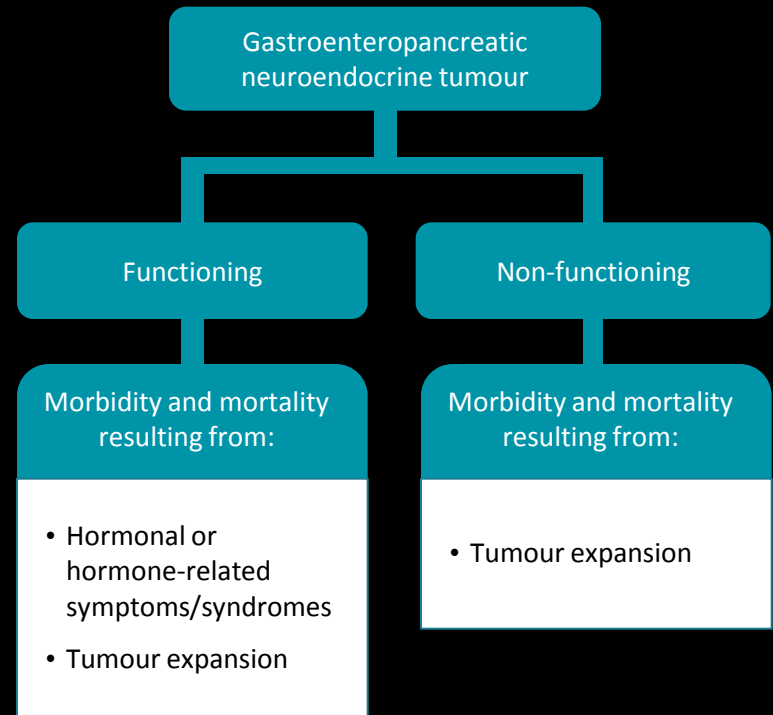 Gastroenteropancreatic
neuroendocrine tumour
Functioning
Non-functioning
Morbidity and mortality
resulting from:
• Hormonal or
hormone-related
symptoms/syndromes
• Tumour expansion
Morbidity and mortality
resulting from:
• Tumour expansion